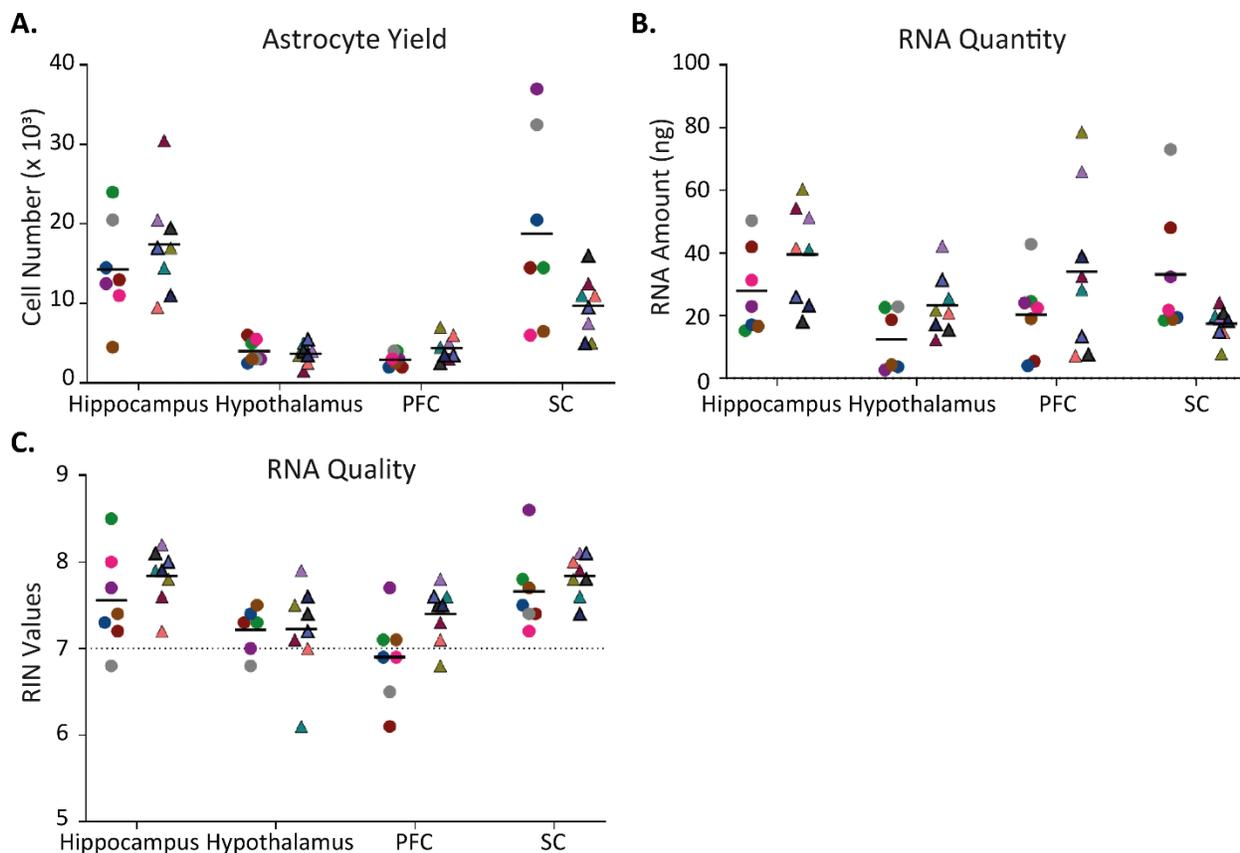 A.
Astrocyte Yield
Cell Number (x 10³)
40
30
20
10
0
Hippocampus Hypothalamus PFC SC
B.
RNA Quantity
RNA Amount (ng)
100
80
60
40
20
0
Hippocampus Hypothalamus PFC SC
C.
RNA Quality
RIN Values
9
8
7
6
5
Hippocampus Hypothalamus PFC SC